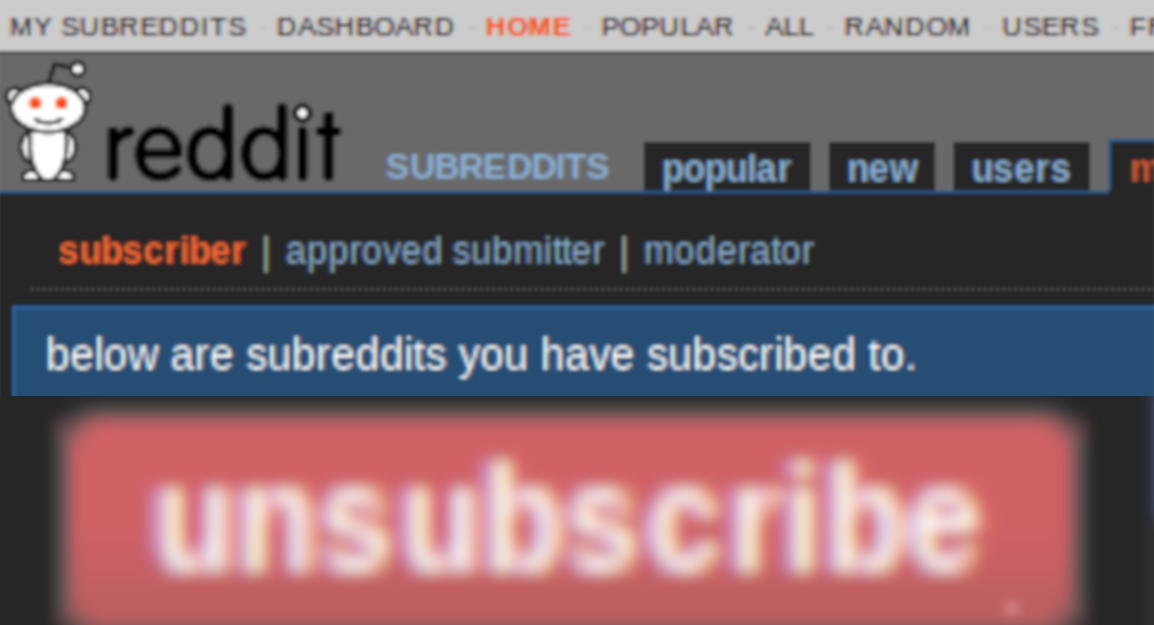 MY SUBREDDITS - DASHBOARD - HOME - POPULAR - ALL - RANDOM - USERS -
reddit SUBREDDITS popular new users
subscriber | approved submitter | moderator
below are subreddits you have subscribed to.
unsubscribe